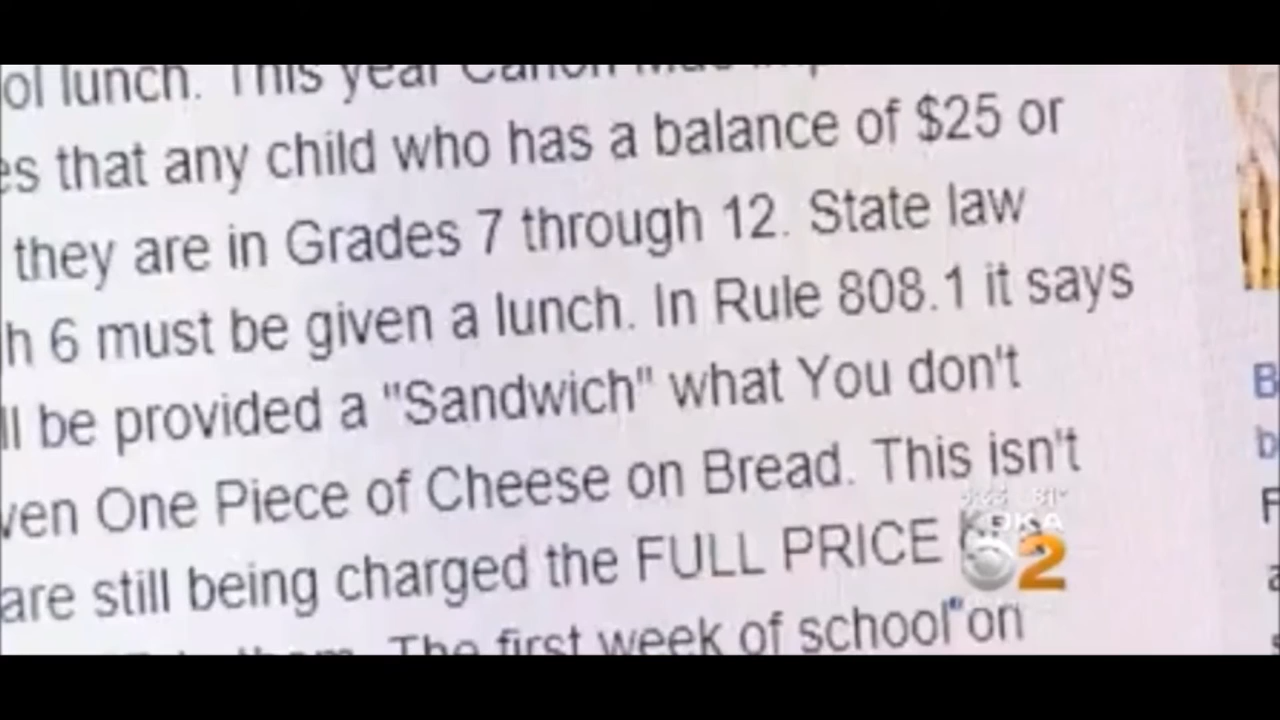 ol lunch. This year Canon
es that any child who has a balance of $25 or
they are in Grades 7 through 12. State law
h 6 must be given a lunch. In Rule 808.1 it says
ll be provided a "Sandwich" what You don't
ven One Piece of Cheese on Bread. This isn't
are still being charged the FULL PRICE
The first week of school on
KDKA
2